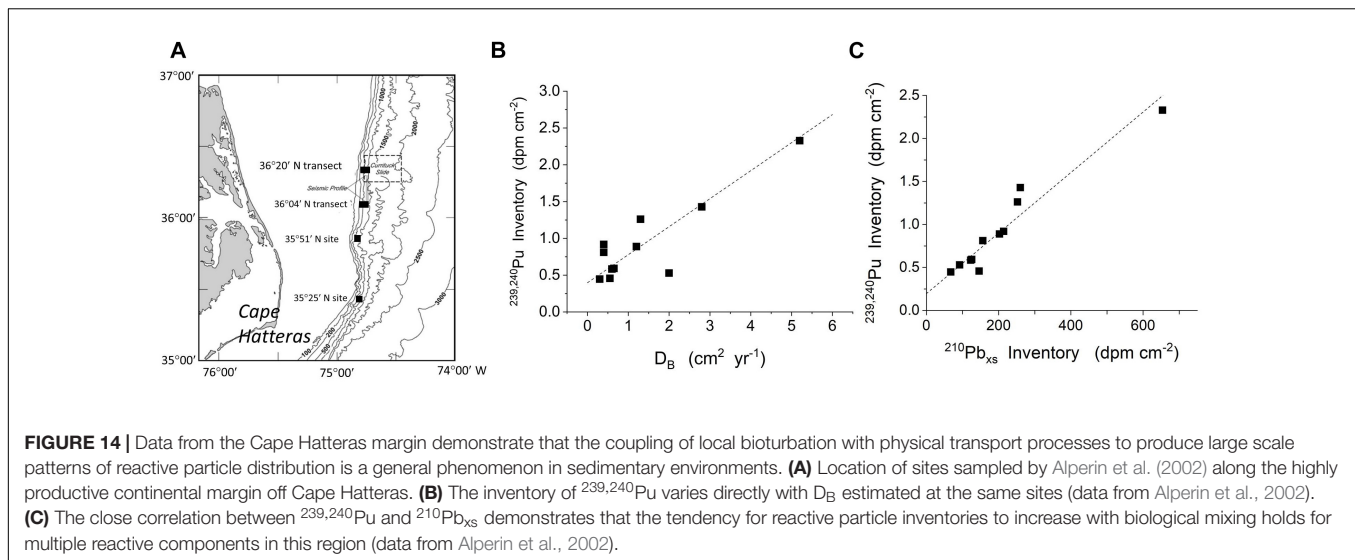 A
37°00'
36°00'
35°00'
76°00'
75°00'
74°00' W
36°20' N transect
Seismic Profile
36°04' N transect
35°51' N site
35°25' N site
Currituck
Slide
Cape
Hatteras
100
200
500
1000
1500
2000
2500
3000
B
239,240Pu Inventory (dpm cm-2)
3.0
2.5
2.0
1.5
1.0
0.5
0.0
0 1 2 3 4 5 6
DB (cm2 yr-1)
C
239,240Pu Inventory (dpm cm-2)
2.5
2.0
1.5
1.0
0.5
0.0
0 200 400 600
210Pbxs Inventory (dpm cm-2)
FIGURE 14 | Data from the Cape Hatteras margin demonstrate that the coupling of local bioturbation with physical transport processes to produce large scale
patterns of reactive particle distribution is a general phenomenon in sedimentary environments. (A) Location of sites sampled by Alperin et al. (2002) along the highly
productive continental margin off Cape Hatteras. (B) The inventory of 239,240Pu varies directly with DB estimated at the same sites (data from Alperin et al., 2002).
(C) The close correlation between 239,240Pu and 210Pbxs demonstrates that the tendency for reactive particle inventories to increase with biological mixing holds for
multiple reactive components in this region (data from Alperin et al., 2002).